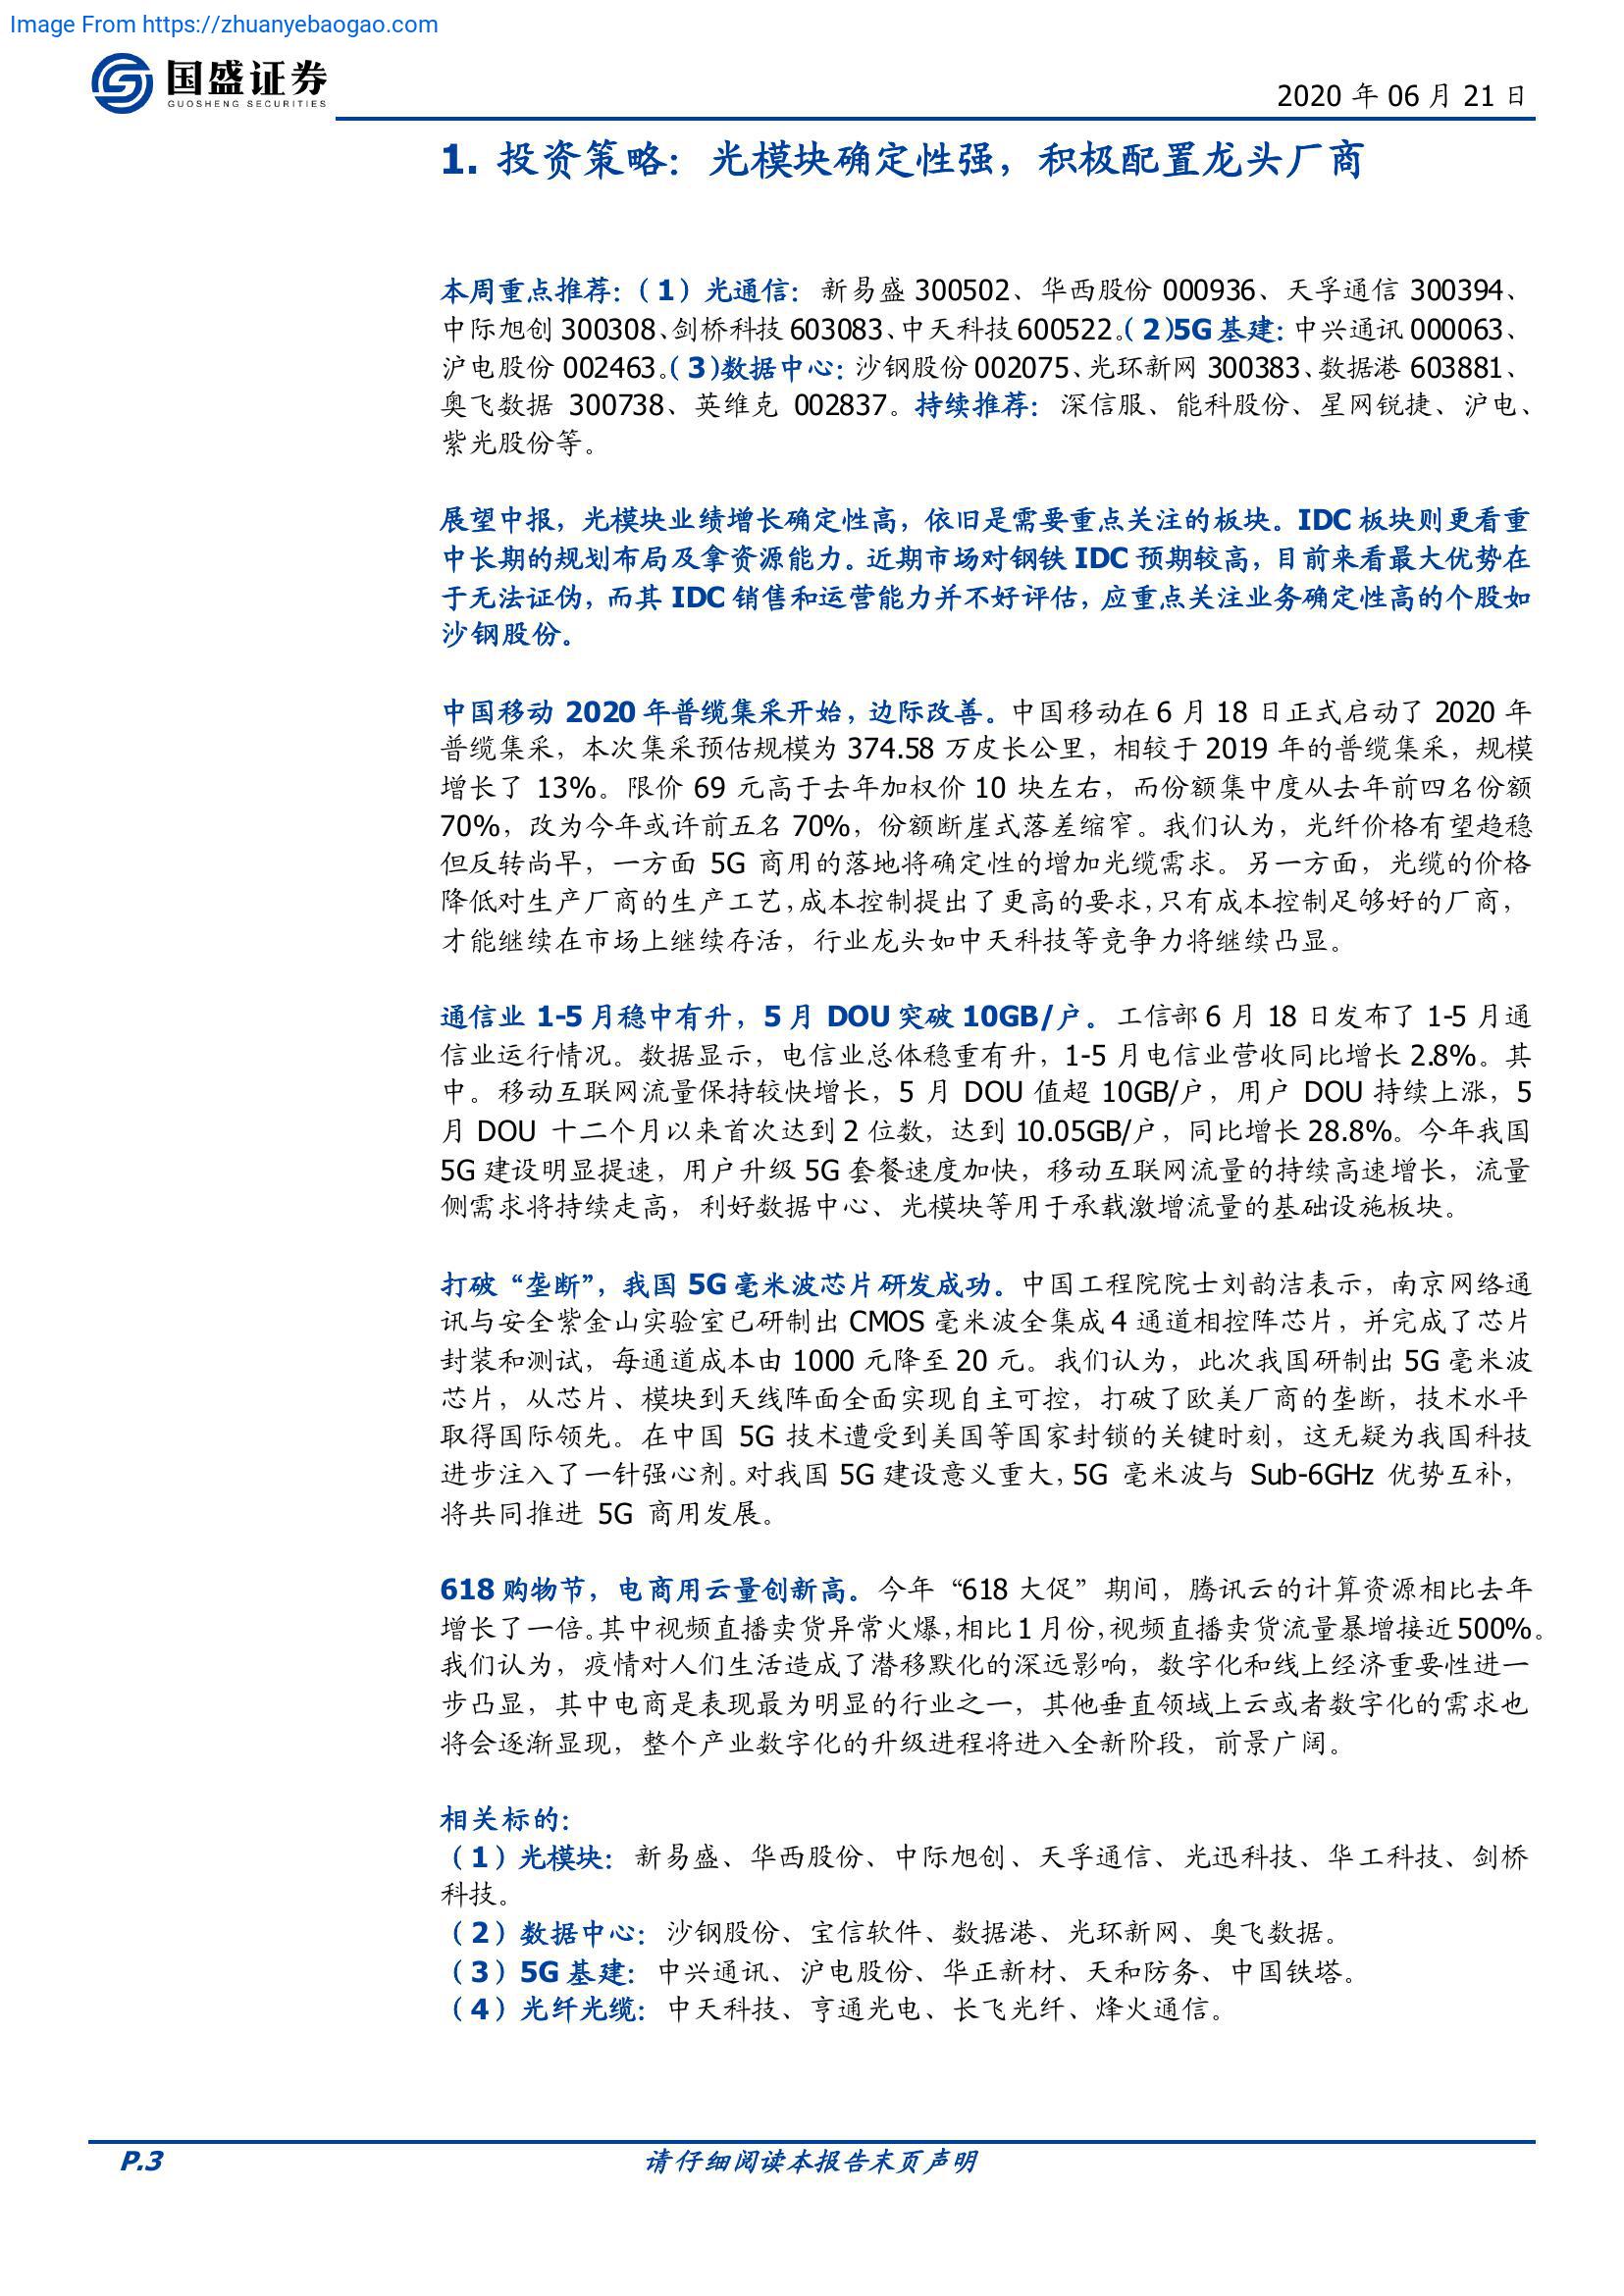 Image From https://zhuanyebaogao.com
国盛证券
GUOSHENG SECURITIES
2020 年 06 月 21 日
1. 投资策略：光模块确定性强，积极配置龙头厂商
本周重点推荐：（1）光通信：新易盛 300502、华西股份 000936、天孚通信 300394、
中际旭创 300308、剑桥科技 603083、中天科技 600522。（2）5G 基建：中兴通讯 000063、
沪电股份 002463。（3）数据中心：沙钢股份 002075、光环新网 300383、数据港 603881、
奥飞数据 300738、英维克 002837。持续推荐：深信服、能科股份、星网锐捷、沪电、
紫光股份等。
展望中报，光模块业绩增长确定性高，依旧是需要重点关注的板块。IDC 板块则更看重
中长期的规划布局及拿资源能力。近期市场对钢铁 IDC 预期较高，目前来看最大优势在
于无法证伪，而其 IDC 销售和运营能力并不好评估，应重点关注业务确定性高的个股如
沙钢股份。
中国移动 2020 年普缆集采开始，边际改善。中国移动在 6 月 18 日正式启动了 2020 年
普缆集采，本次集采预估规模为 374.58 万皮长公里，相较于 2019 年的普缆集采，规模
增长了 13%。限价 69 元高于去年加权价 10 块左右，而份额集中度从去年前四名份额
70%，改为今年或许前五名 70%，份额断崖式落差缩窄。我们认为，光纤价格有望趋稳
但反转尚早，一方面 5G 商用的落地将确定性的增加光缆需求。另一方面，光缆的价格
降低对生产厂商的生产工艺，成本控制提出了更高的要求，只有成本控制足够好的厂商，
才能继续在市场上继续存活，行业龙头如中天科技等竞争力将继续凸显。
通信业 1-5 月稳中有升，5 月 DOU 突破 10GB/户。工信部 6 月 18 日发布了 1-5 月通
信业运行情况。数据显示，电信业总体稳重有升，1-5 月电信业营收同比增长 2.8%。其
中。移动互联网流量保持较快增长，5 月 DOU 值超 10GB/户，用户 DOU 持续上涨，5
月 DOU 十二个月以来首次达到 2 位数，达到 10.05GB/户，同比增长 28.8%。今年我国
5G 建设明显提速，用户升级 5G 套餐速度加快，移动互联网流量的持续高速增长，流量
侧需求将持续走高，利好数据中心、光模块等用于承载激增流量的基础设施板块。
打破“垄断”，我国 5G 毫米波芯片研发成功。中国工程院院士刘韵洁表示，南京网络通
讯与安全紫金山实验室已研制出 CMOS 毫米波全集成 4 通道相控阵芯片，并完成了芯片
封装和测试，每通道成本由 1000 元降至 20 元。我们认为，此次我国研制出 5G 毫米波
芯片，从芯片、模块到天线阵面全面实现自主可控，打破了欧美厂商的垄断，技术水平
取得国际领先。在中国 5G 技术遭受到美国等国家封锁的关键时刻，这无疑为我国科技
进步注入了一针强心剂。对我国 5G 建设意义重大，5G 毫米波与 Sub-6GHz 优势互补，
将共同推进 5G 商用发展。
618 购物节，电商用云量创新高。今年“618 大促”期间，腾讯云的计算资源相比去年
增长了一倍。其中视频直播卖货异常火爆，相比 1 月份，视频直播卖货流量暴增接近 500%。
我们认为，疫情对人们生活造成了潜移默化的深远影响，数字化和线上经济重要性进一
步凸显，其中电商是表现最为明显的行业之一，其他垂直领域上云或者数字化的需求也
将会逐渐显现，整个产业数字化的升级进程将进入全新阶段，前景广阔。
相关标的：
（1）光模块：新易盛、华西股份、中际旭创、天孚通信、光迅科技、华工科技、剑桥
科技。
（2）数据中心：沙钢股份、宝信软件、数据港、光环新网、奥飞数据。
（3）5G 基建：中兴通讯、沪电股份、华正新材、天和防务、中国铁塔。
（4）光纤光缆：中天科技、亨通光电、长飞光纤、烽火通信。
P.3
请仔细阅读本报告末页声明